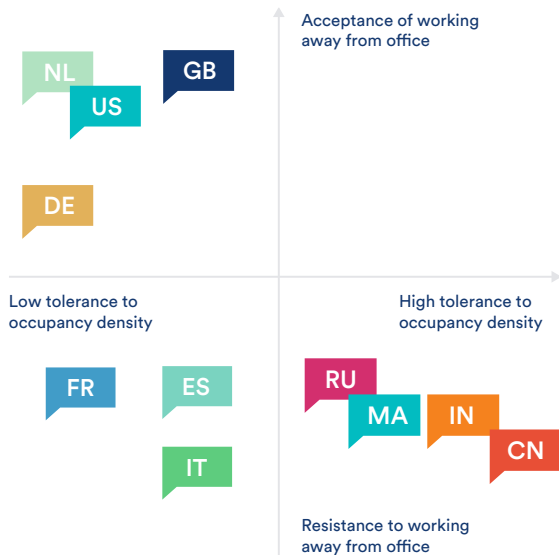 Acceptance of working
away from office
NL
GB
US
DE
Low tolerance to
occupancy density
High tolerance to
occupancy density
FR
ES
RU
MA
IN
CN
IT
Resistance to working
away from office